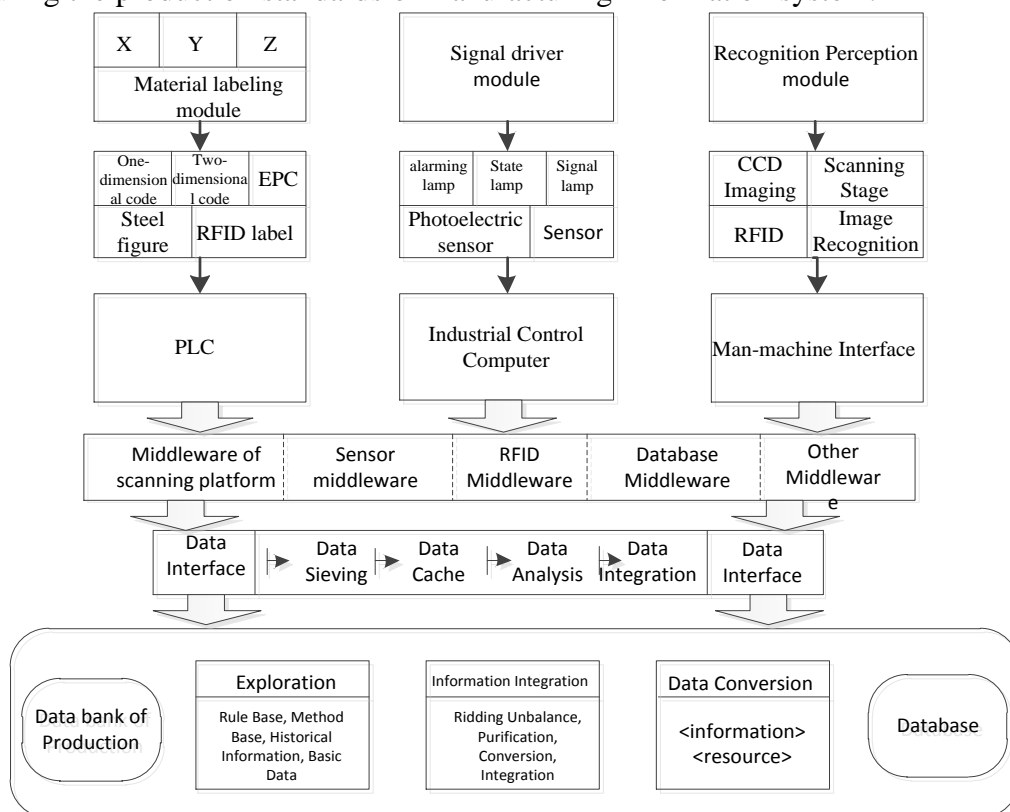 X Y Z
Material labeling
module
Signal driver
module
Recognition Perception
module
One-
dimension
al code
Two-
dimensiona
l code
EPC
Steel
figure
RFID label
alarming
lamp
State
lamp
Signal
lamp
Photoelectric
sensor
Sensor
CCD
Imaging
Scanning
Stage
RFID
Image
Recognition
PLC
Industrial Control
Computer
Man-machine Interface
Middleware of
scanning platform
Sensor
middleware
RFID
Middleware
Database
Middleware
Other
Middlewar
e
Data
Interface
Data
Sieving
Data
Cache
Data
Analysis
Data
Integration
Data
Interface
Data bank of
Production
Exploration
Rule Base, Method
Base, Historical
Information, Basic
Data
Information Integration
Ridding Unbalance,
Purification,
Conversion,
Integration
Data Conversion
<information>
<resource>
Database